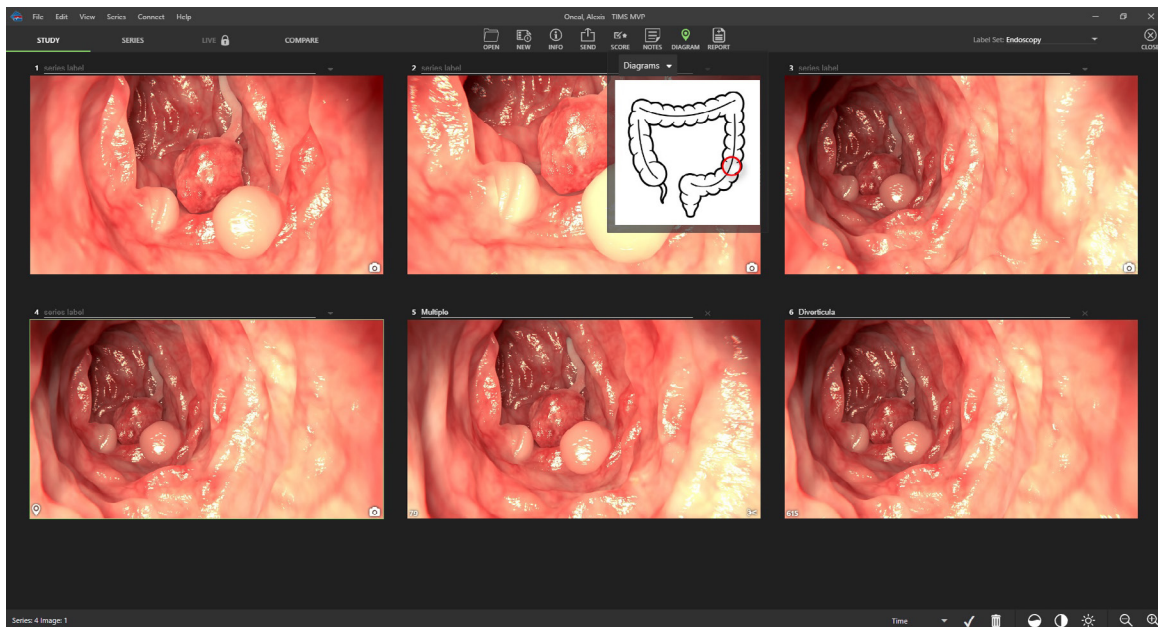 File Edit View Series Connect Help
Oncal, Alexis TIMS MVP
STUDY SERIES LIVE COMPARE
OPEN NEW INFO SEND SCORE NOTES DIAGRAM REPORT
Label Set: Endoscopy
CLOSE
Diagrams
1 series label
2 series label
3 series label
4 series label
5 Multiple
6 Diverticula
29
615
Series: 4 Image: 1
Time